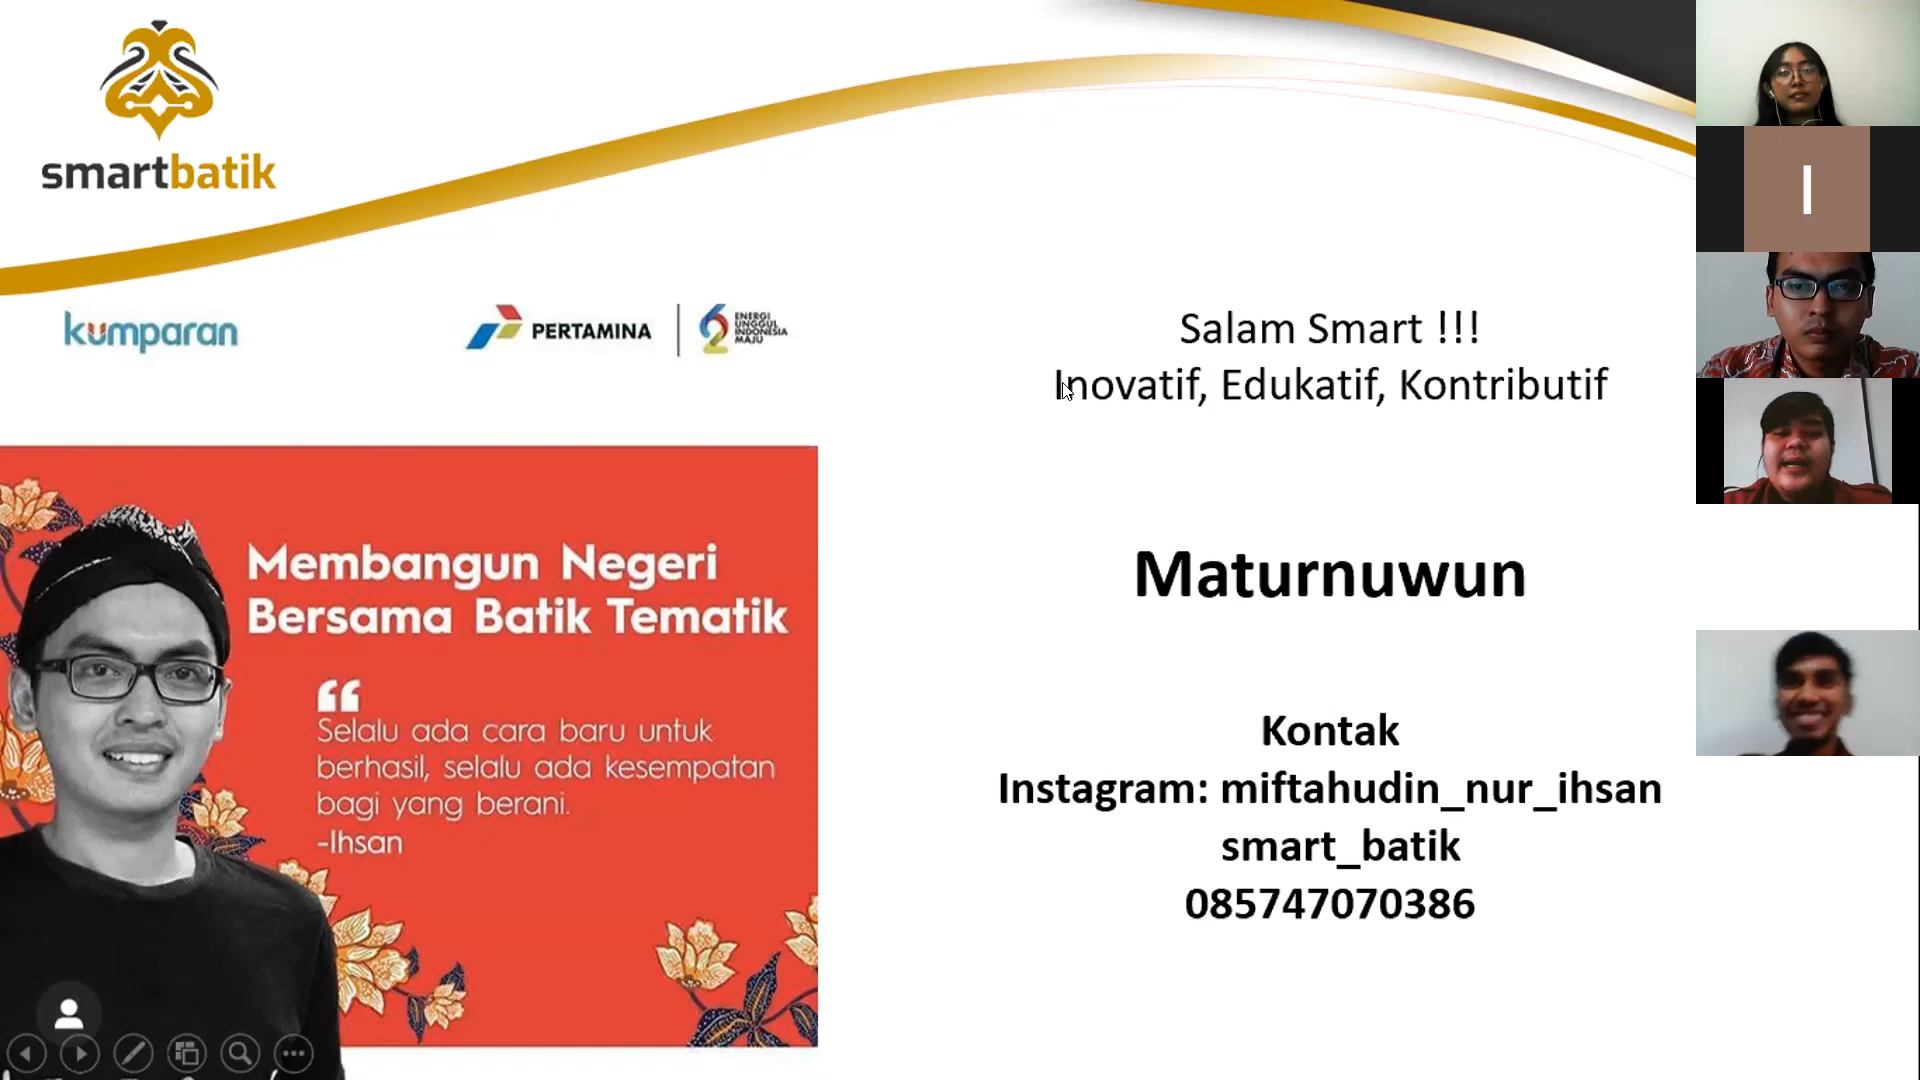 smartbatik
kumparan
PERTAMINA
ENERGI
UNGGUL
INDONESIA
MAJU
Salam Smart !!!
Inovatif, Edukatif, Kontributif
Membangun Negeri
Bersama Batik Tematik
“
Selalu ada cara baru untuk
berhasil, selalu ada kesempatan
bagi yang berani.
-Ihsan
Maturnuwun
Kontak
Instagram: miftahudin_nur_ihsan
smart_batik
085747070386
I